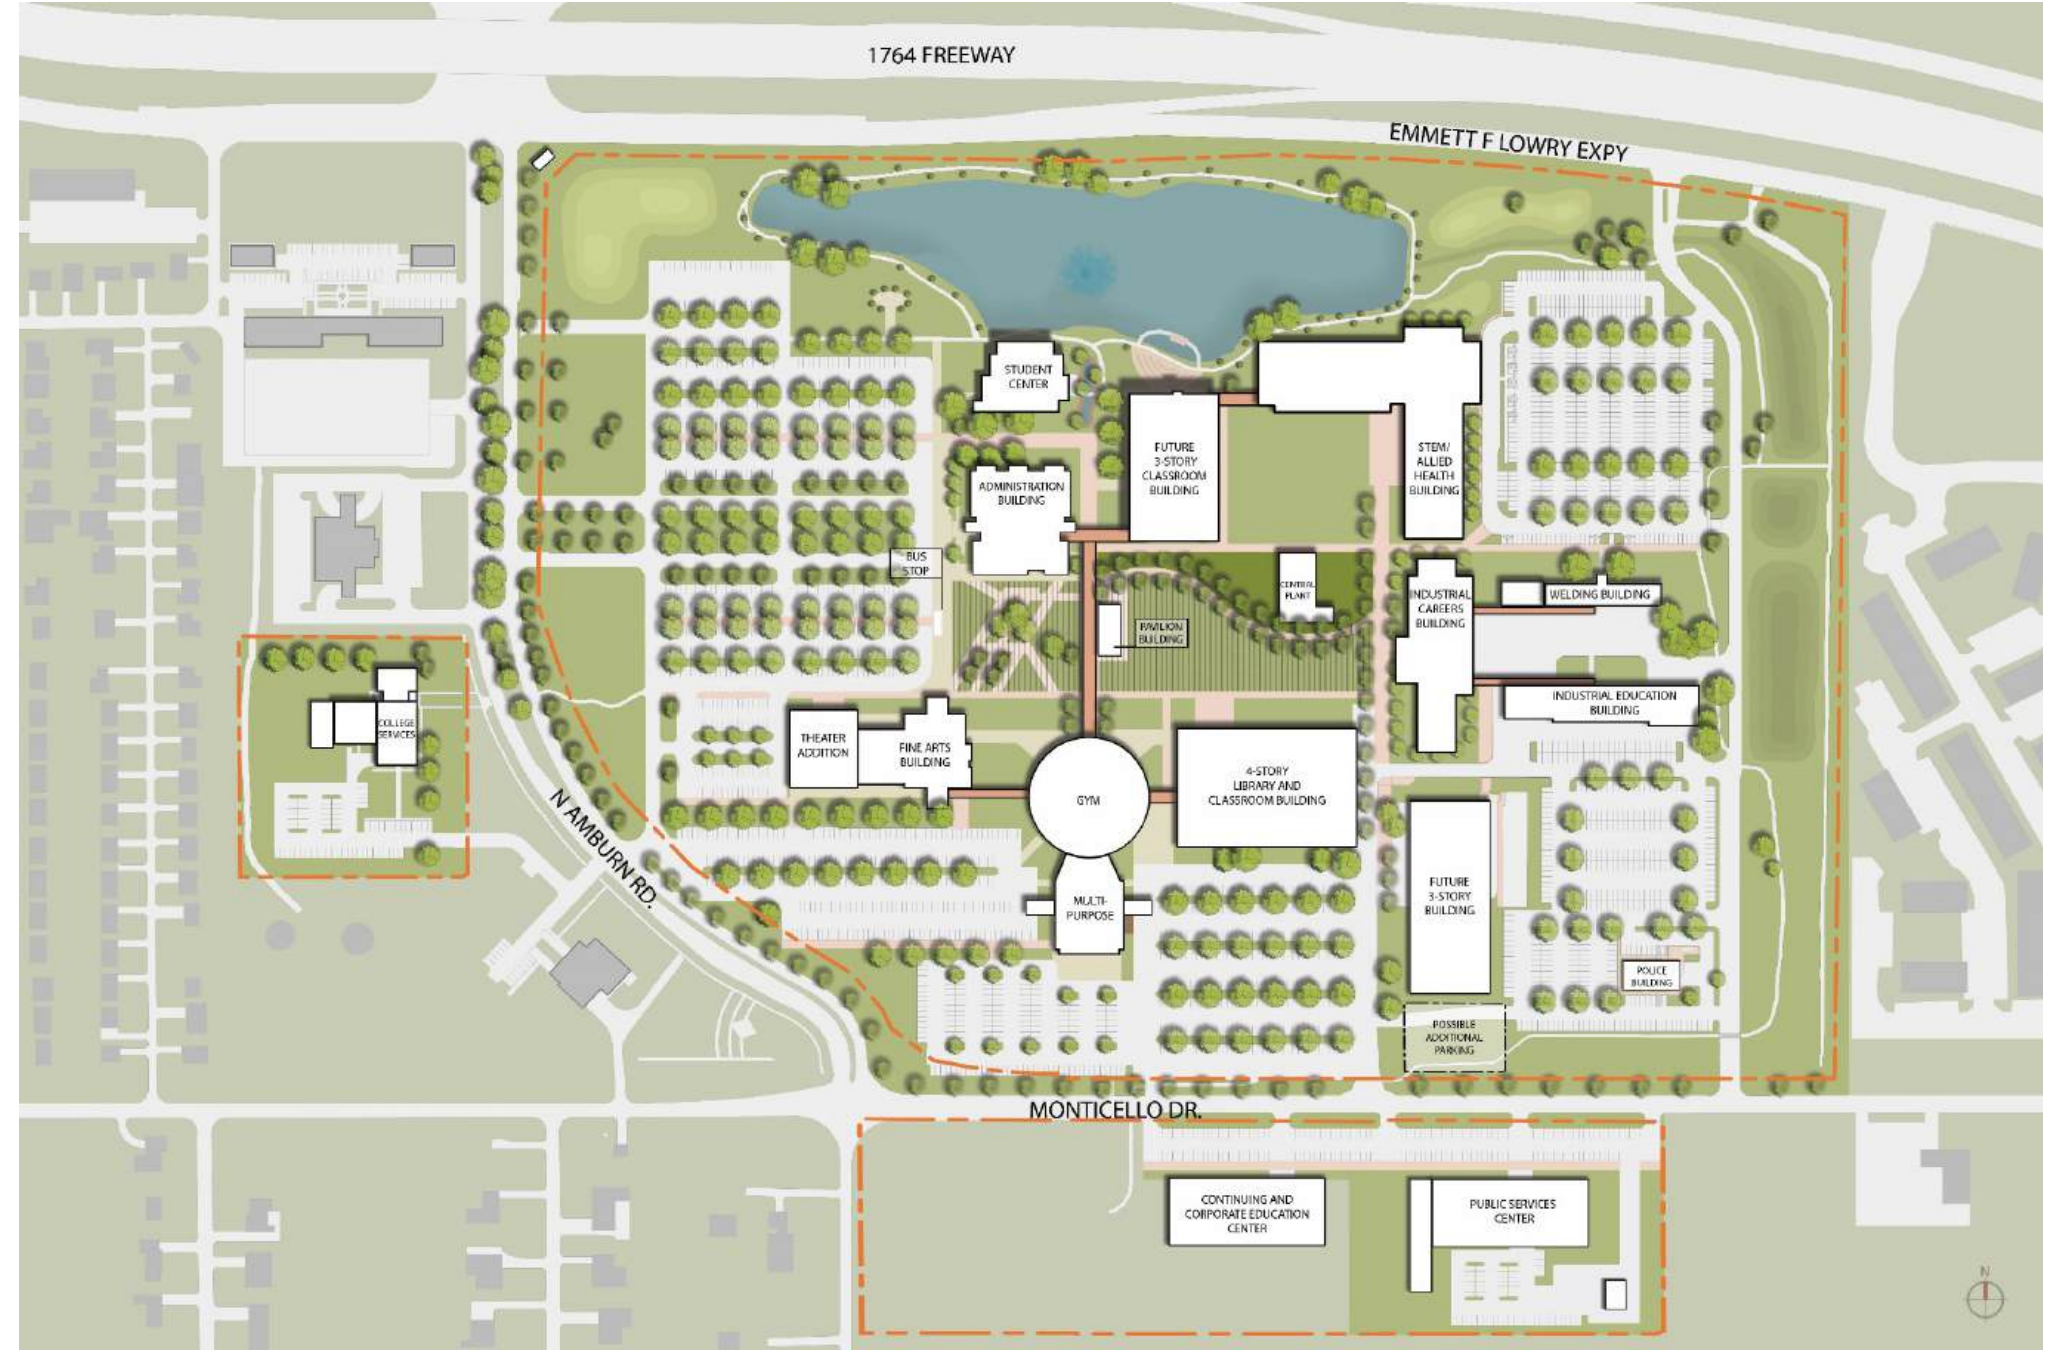 1764 FREEWAY
EMMETT F LOWRY EXPY
STUDENT
CENTER
FUTURE
3-STORY
CLASSROOM
BUILDING
STEM/
ALLIED
HEALTH
BUILDING
ADMINISTRATION
BUILDING
BUS
STOP
CENTRAL
PLANT
INDUSTRIAL
CAREERS
BUILDING
WELDING BUILDING
PAVILION
BUILDING
INDUSTRIAL EDUCATION
BUILDING
COLLEGE
SERVICES
THEATER
ADDITION
FINE ARTS
BUILDING
GYM
4-STORY
LIBRARY AND
CLASSROOM BUILDING
N AMBURN RD.
MULTI-
PURPOSE
FUTURE
3-STORY
BUILDING
POLICE
BUILDING
POSSIBLE
ADDITIONAL
PARKING
MONTICELLO DR.
CONTINUING AND
CORPORATE EDUCATION
CENTER
PUBLIC SERVICES
CENTER
N